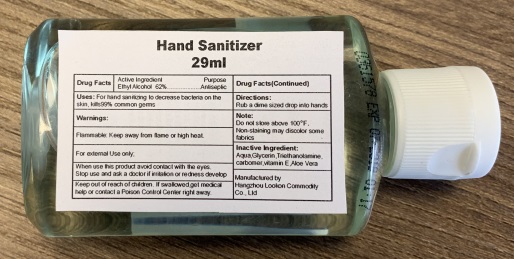 Hand Sanitizer
29ml
Drug Facts
Active Ingredient Purpose
Ethyl Alcohol 62%..............Antiseptic
Uses: For hand sanitizing to decrease bacteria on the
skin, kills99% common germs
Warnings:
Flammable: Keep away from flame or high heat.
For external Use only,
When use this product avoid contact with the eyes.
Stop use and ask a doctor if irritation or redness develop
Keep out of reach of children. If swallowed,get medical
help or contact a Poison Control Center right away.
Drug Facts(Continued)
Directions:
Rub a dime sized drop into hands
Note:
Do not store above 100°F.
Non-staining may discolor some
fabrics
Inactive Ingredient:
Aqua,Glycerin,Triethanolamine,
carbomer,vitamin E,Aloe Vera
Manufactured by
Hangzhou Lookon Commodity
Co., Ltd
EXP